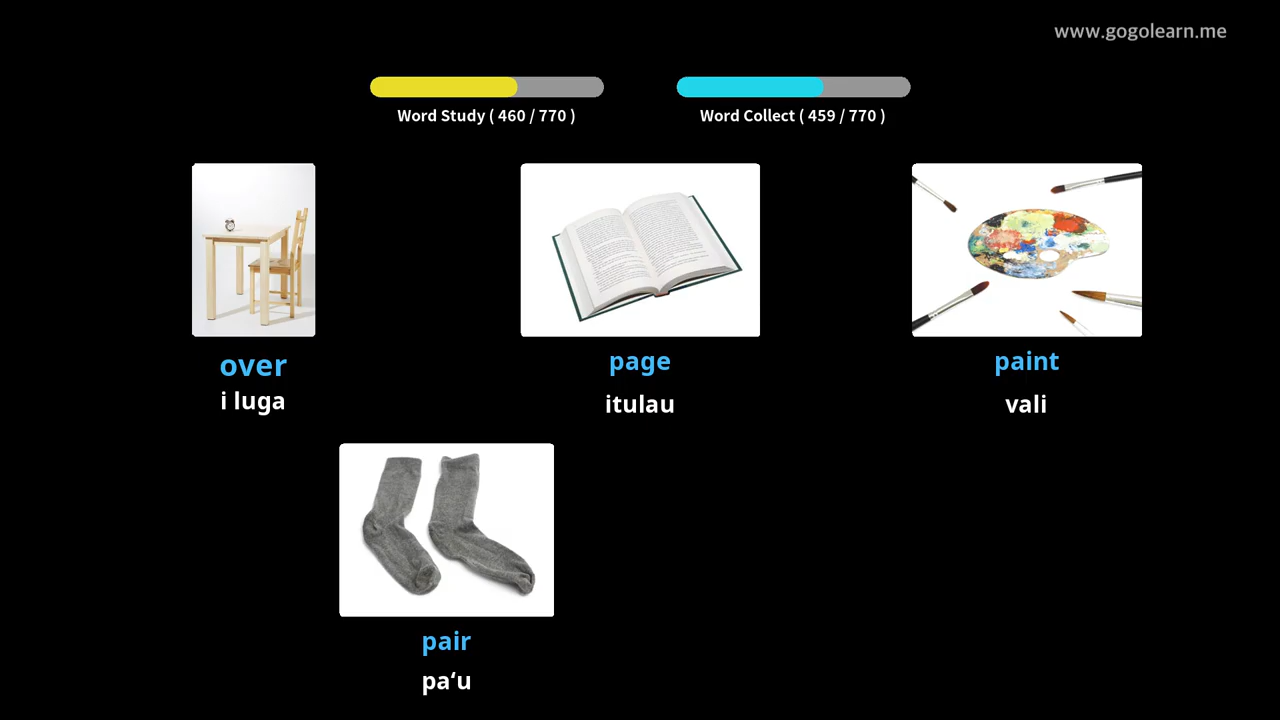 www.gogolearn.me
Word Study ( 460 / 770 )
Word Collect ( 459 / 770 )
over
i luga
page
itulau
paint
vali
pair
pa‘u